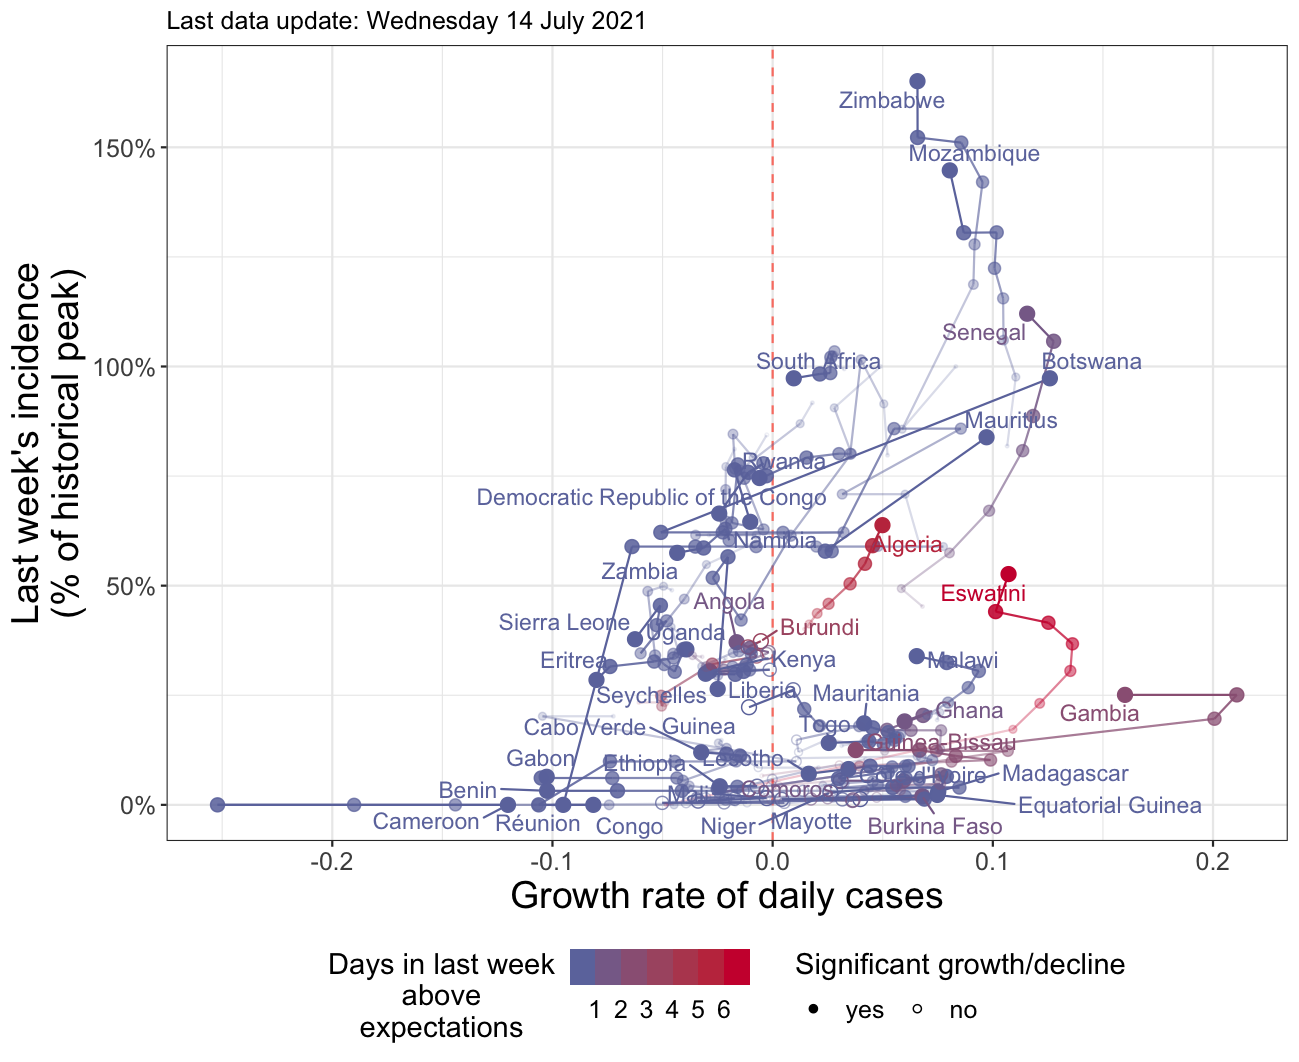 Last data update: Wednesday 14 July 2021
Zimbabwe
150%
Mozambique
Senegal
100%
South Africa
Botswana
Mauritius
Rwanda
Democratic Republic of the Congo
Namibia
Algeria
Zambia
50%
Eswatini
Angola
Sierra Leone
Uganda
Burundi
Eritrea
Kenya
Malawi
Seychelles
Liberia
Mauritania
Ghana
Gambia
Cabo Verde
Guinea
Togo
Guinea-Bissau
Gabon
Ethiopia
Lesotho
Côte d'Ivoire
Madagascar
Benin
Mali
Comoros
0%
Equatorial Guinea
Cameroon
Réunion
Congo
Niger
Mayotte
Burkina Faso
Last week's incidence
(% of historical peak)
-0.2
-0.1
0.0
0.1
0.2
Growth rate of daily cases
Days in last week
above
expectations
1 2 3 4 5 6
Significant growth/decline
yes
no